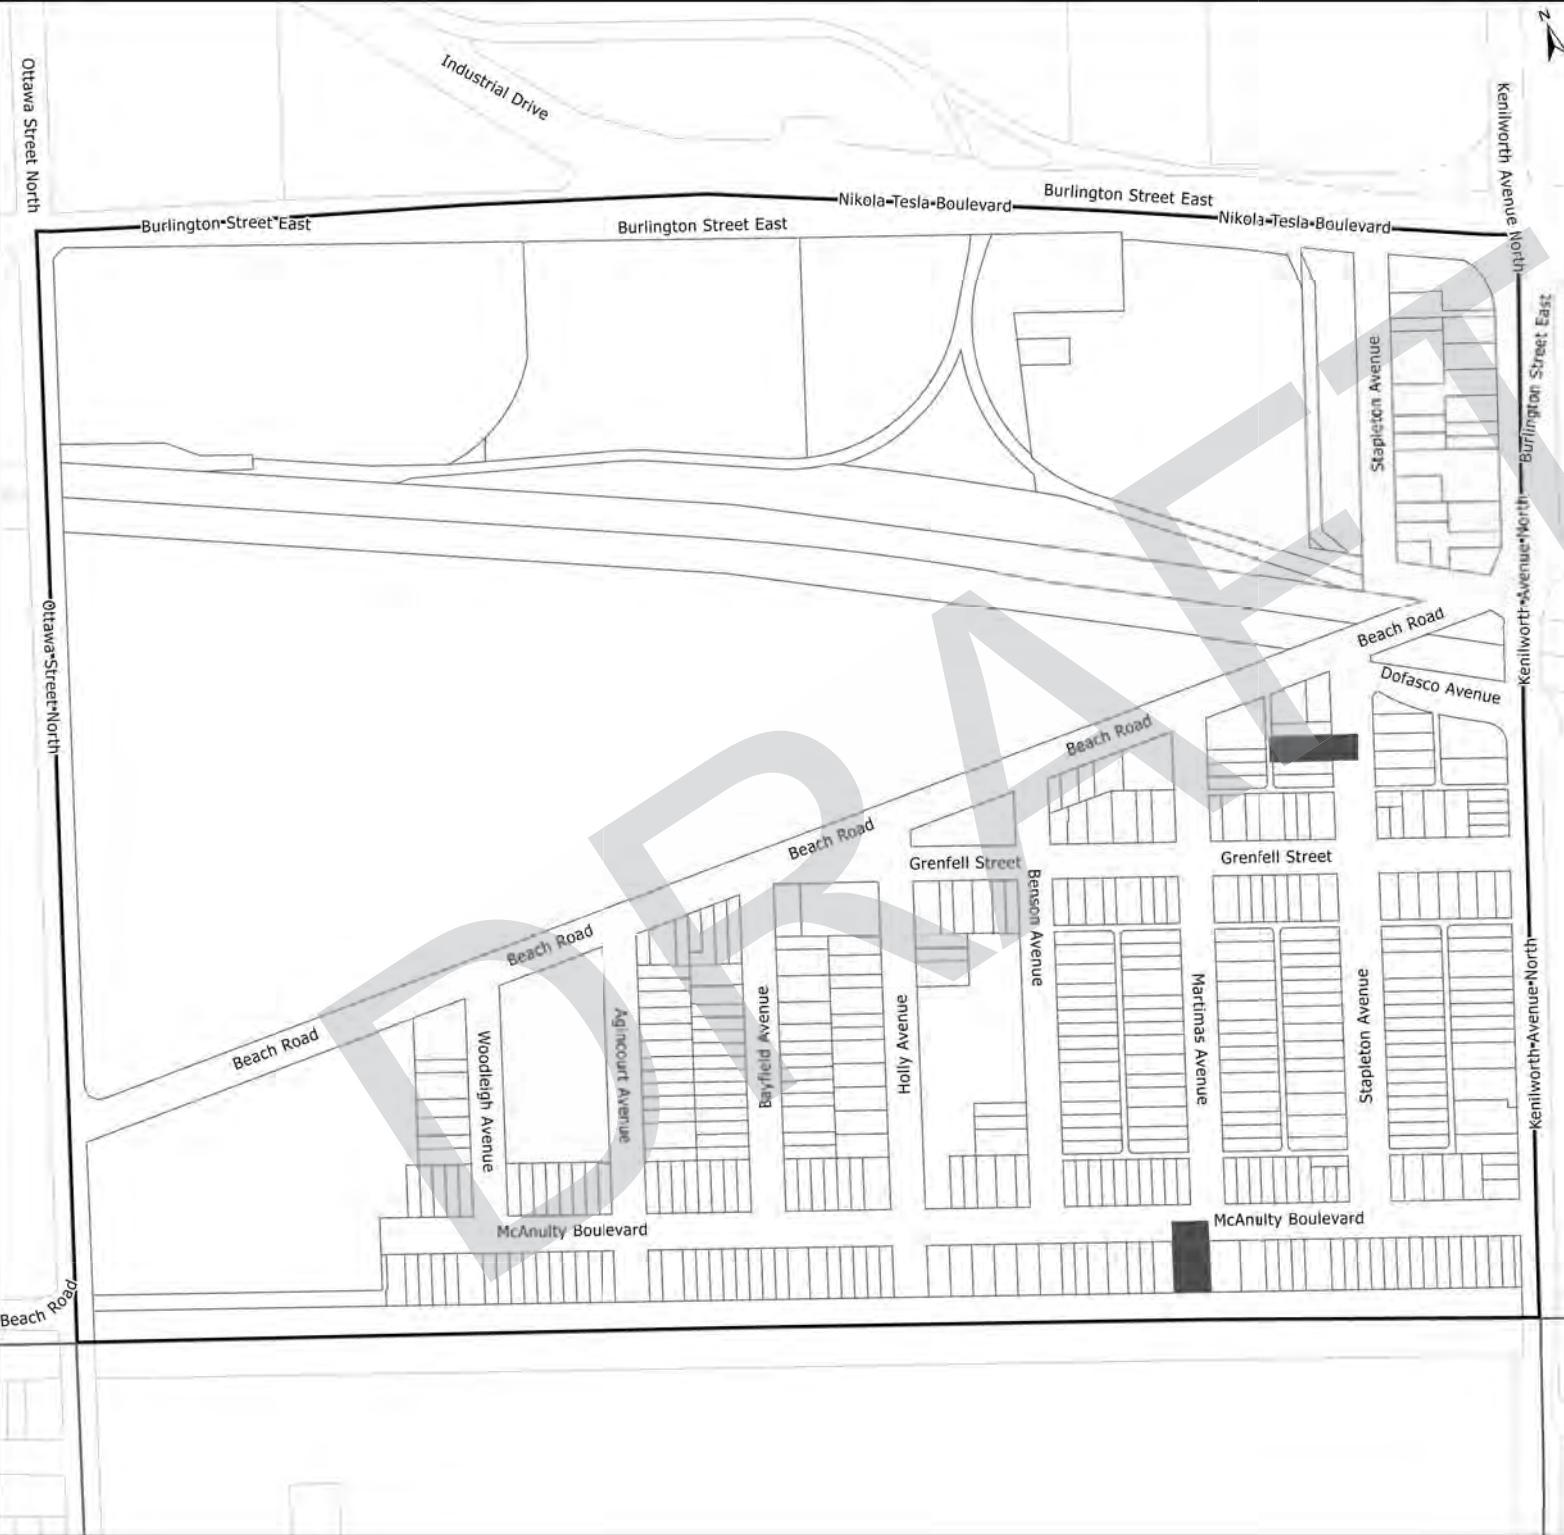 N
Ottawa Street North
Industrial Drive
Kenilworth Avenue North
Burlington Street East
Nikola-Tesla-Boulevard
Burlington Street East
Burlington Street East
Nikola-Tesla-Boulevard
Burlington Street East
Stapleton Avenue
Kenilworth Avenue North
Ottawa Street North
Beach Road
Dofasco Avenue
Beach Road
Beach Road
Grenfell Street
Grenfell Street
Benson Avenue
Beach Road
Beach Road
Woodleigh Avenue
Agincourt Avenue
Bayfield Avenue
Holly Avenue
Martimas Avenue
Stapleton Avenue
Kenilworth Avenue North
McAnulty Boulevard
McAnulty Boulevard
Beach Road
DRAFT